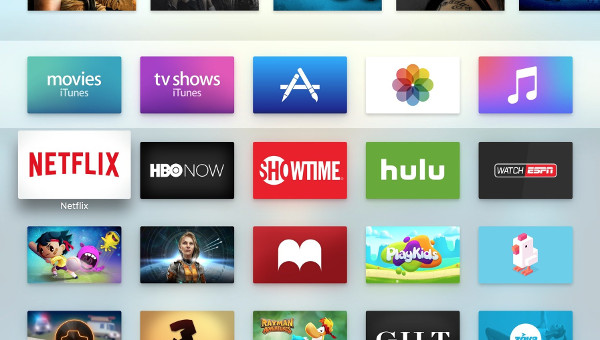 movies
iTunes
tv shows
iTunes
NETFLIX
HBO NOW
SHOWTIME
hulu
WATCH ESPN
Netflix
PlayKids
RAYMAN
GILT